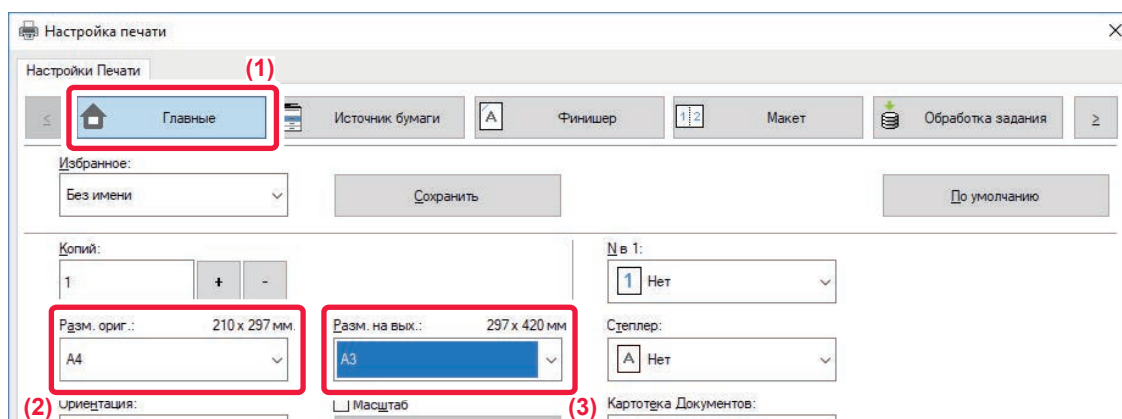 Настройка печати
Настройки Печати
(1)
< Главные Источник бумаги A Финишер 1 2 Макет Обработка задания >
Избранное:
Без имени Сохранить По умолчанию
Копий: N в 1:
1 + - 1 Нет
Разм. ориг.: 210 x 297 мм. Разм. на вых.: 297 x 420 мм Степлер:
A4 A3 A Нет
(2) Ориентация: Масштаб (3) Картотека Документов: